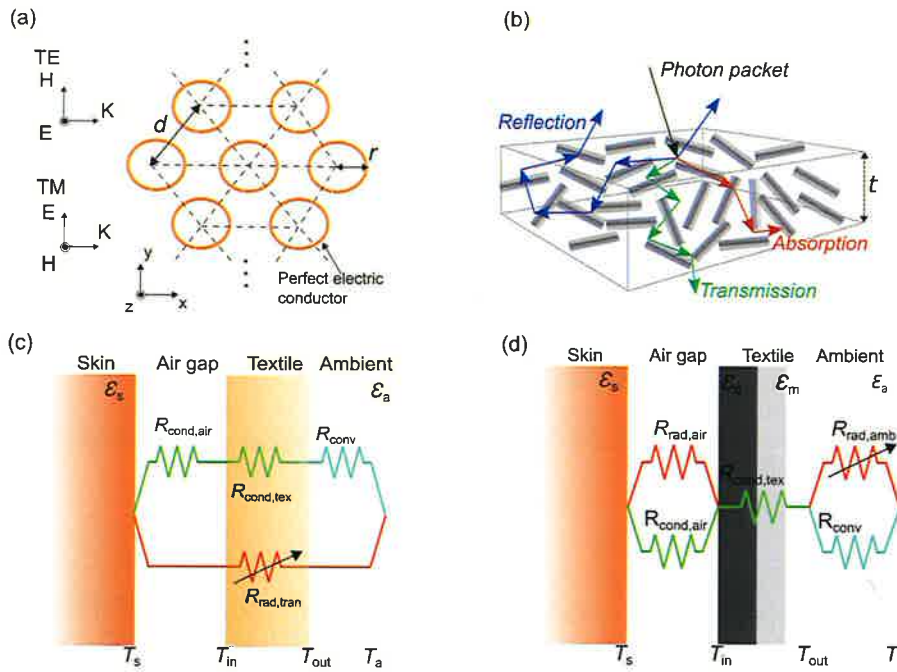 (a)
TE
H
K
E
TM
E
K
H
d
r
y
z
x
Perfect electric
conductor
(b)
Photon packet
Reflection
t
Absorption
Transmission
(c)
Skin
Air gap
Textile
Ambient
εs
εa
Rcond,air
Rcond,tex
Rconv
Rrad,tran
Ts
Tin
Tout
Ta
(d)
Skin
Air gap
Textile
Ambient
εs
εm
εa
Rrad,air
Rcond,tex
Rrad,amb
Rcond,air
Rconv
Ts
Tin
Tout
T